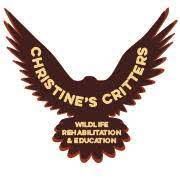 CHRISTINE'S CRITTERS
WILDLIFE
REHABILITATION
& EDUCATION